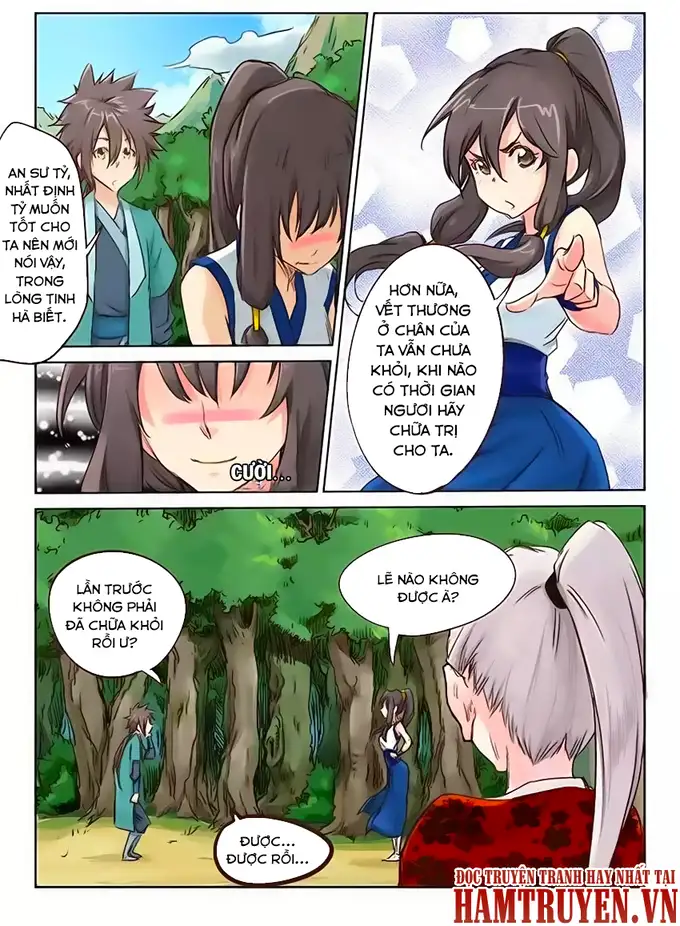 AN SƯ TỶ,
NHẤT ĐỊNH
TỶ MUỐN
TỐT CHO
TA NÊN MỚI
NÓI VẬY,
TRONG
LÒNG TINH
HÀ BIẾT.
HƠN NỮA,
VẾT THƯƠNG
Ở CHÂN CỦA
TA VẪN CHƯA
KHỎI, KHI NÀO
CÓ THỜI GIAN
NGƯƠI HÃY
CHỮA TRỊ
CHO TA.
CƯỜI...
LẦN TRƯỚC
KHÔNG PHẢI
ĐÃ CHỮA KHỎI
RỒI Ư?
LẼ NÀO KHÔNG
ĐƯỢC À?
ĐƯỢC...
ĐƯỢC RỒI...
ĐỌC TRUYỆN TRANH HAY NHẤT TẠI
HAMTRUYEN.VN